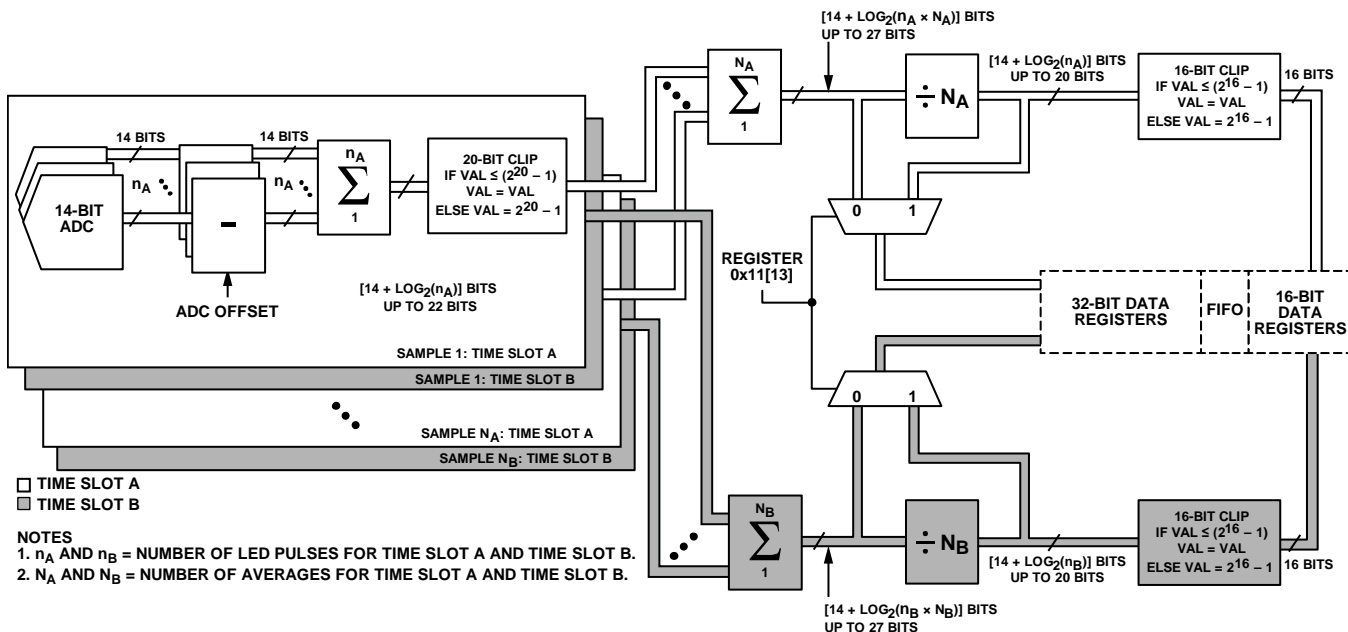 [14 + LOG2(nA × NA)] BITS
UP TO 27 BITS
14 BITS
14 BITS
nA
nA
14-BIT
ADC
–
ADC OFFSET
nA
Σ
1
20-BIT CLIP
IF VAL ≤ (2^20 – 1)
VAL = VAL
ELSE VAL = 2^20 – 1
[14 + LOG2(nA)] BITS
UP TO 22 BITS
SAMPLE 1: TIME SLOT A
SAMPLE 1: TIME SLOT B
SAMPLE NA: TIME SLOT A
SAMPLE NB: TIME SLOT B
NA
Σ
1
÷ NA
[14 + LOG2(nA)] BITS
UP TO 20 BITS
16-BIT CLIP
IF VAL ≤ (2^16 – 1)
VAL = VAL
ELSE VAL = 2^16 – 1
16 BITS
0 1
REGISTER
0x11[13]
32-BIT DATA
REGISTERS
FIFO
16-BIT
DATA
REGISTERS
0 1
NB
Σ
1
÷ NB
[14 + LOG2(nB)] BITS
UP TO 20 BITS
16-BIT CLIP
IF VAL ≤ (2^16 – 1)
VAL = VAL
ELSE VAL = 2^16 – 1
16 BITS
[14 + LOG2(nB × NB)] BITS
UP TO 27 BITS
TIME SLOT A
TIME SLOT B
NOTES
1. nA AND nB = NUMBER OF LED PULSES FOR TIME SLOT A AND TIME SLOT B.
2. NA AND NB = NUMBER OF AVERAGES FOR TIME SLOT A AND TIME SLOT B.